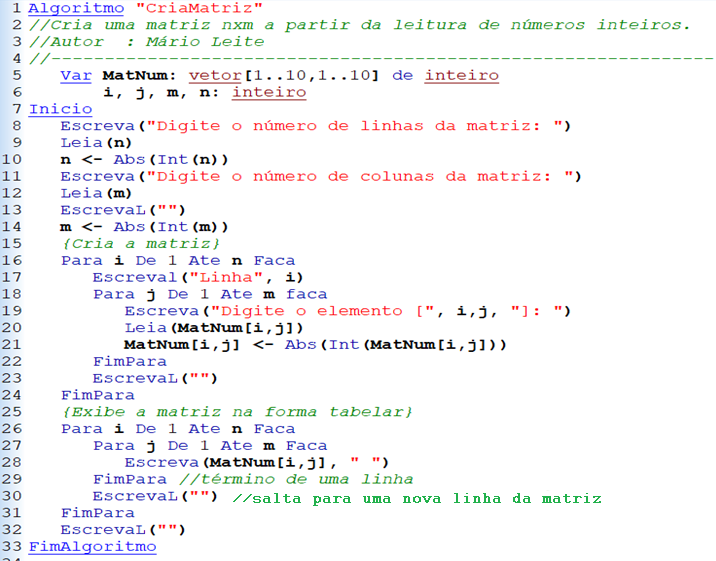 1 Algoritmo "CriaMatriz"
2 //Cria uma matriz nxm a partir da leitura de números inteiros.
3 //Autor : Mário Leite
4 //------------------------------------------------------------
5 Var MatNum: vetor[1..10,1..10] de inteiro
6 i, j, m, n: inteiro
7 Inicio
8 Escreva("Digite o número de linhas da matriz: ")
9 Leia(n)
10 n <- Abs(Int(n))
11 Escreva("Digite o número de colunas da matriz: ")
12 Leia(m)
13 EscrevaL("")
14 m <- Abs(Int(m))
15 {Cria a matriz}
16 Para i De 1 Ate n Faca
17 Escreval("Linha", i)
18 Para j De 1 Ate m faca
19 Escreva("Digite o elemento [", i,j, "]: ")
20 Leia(MatNum[i,j])
21 MatNum[i,j] <- Abs(Int(MatNum[i,j]))
22 FimPara
23 EscrevaL("")
24 FimPara
25 {Exibe a matriz na forma tabelar}
26 Para i De 1 Ate n Faca
27 Para j De 1 Ate m Faca
28 Escreva(MatNum[i,j], " ")
29 FimPara //término de uma linha
30 EscrevaL("") //salta para uma nova linha da matriz
31 FimPara
32 EscrevaL("")
33 FimAlgoritmo